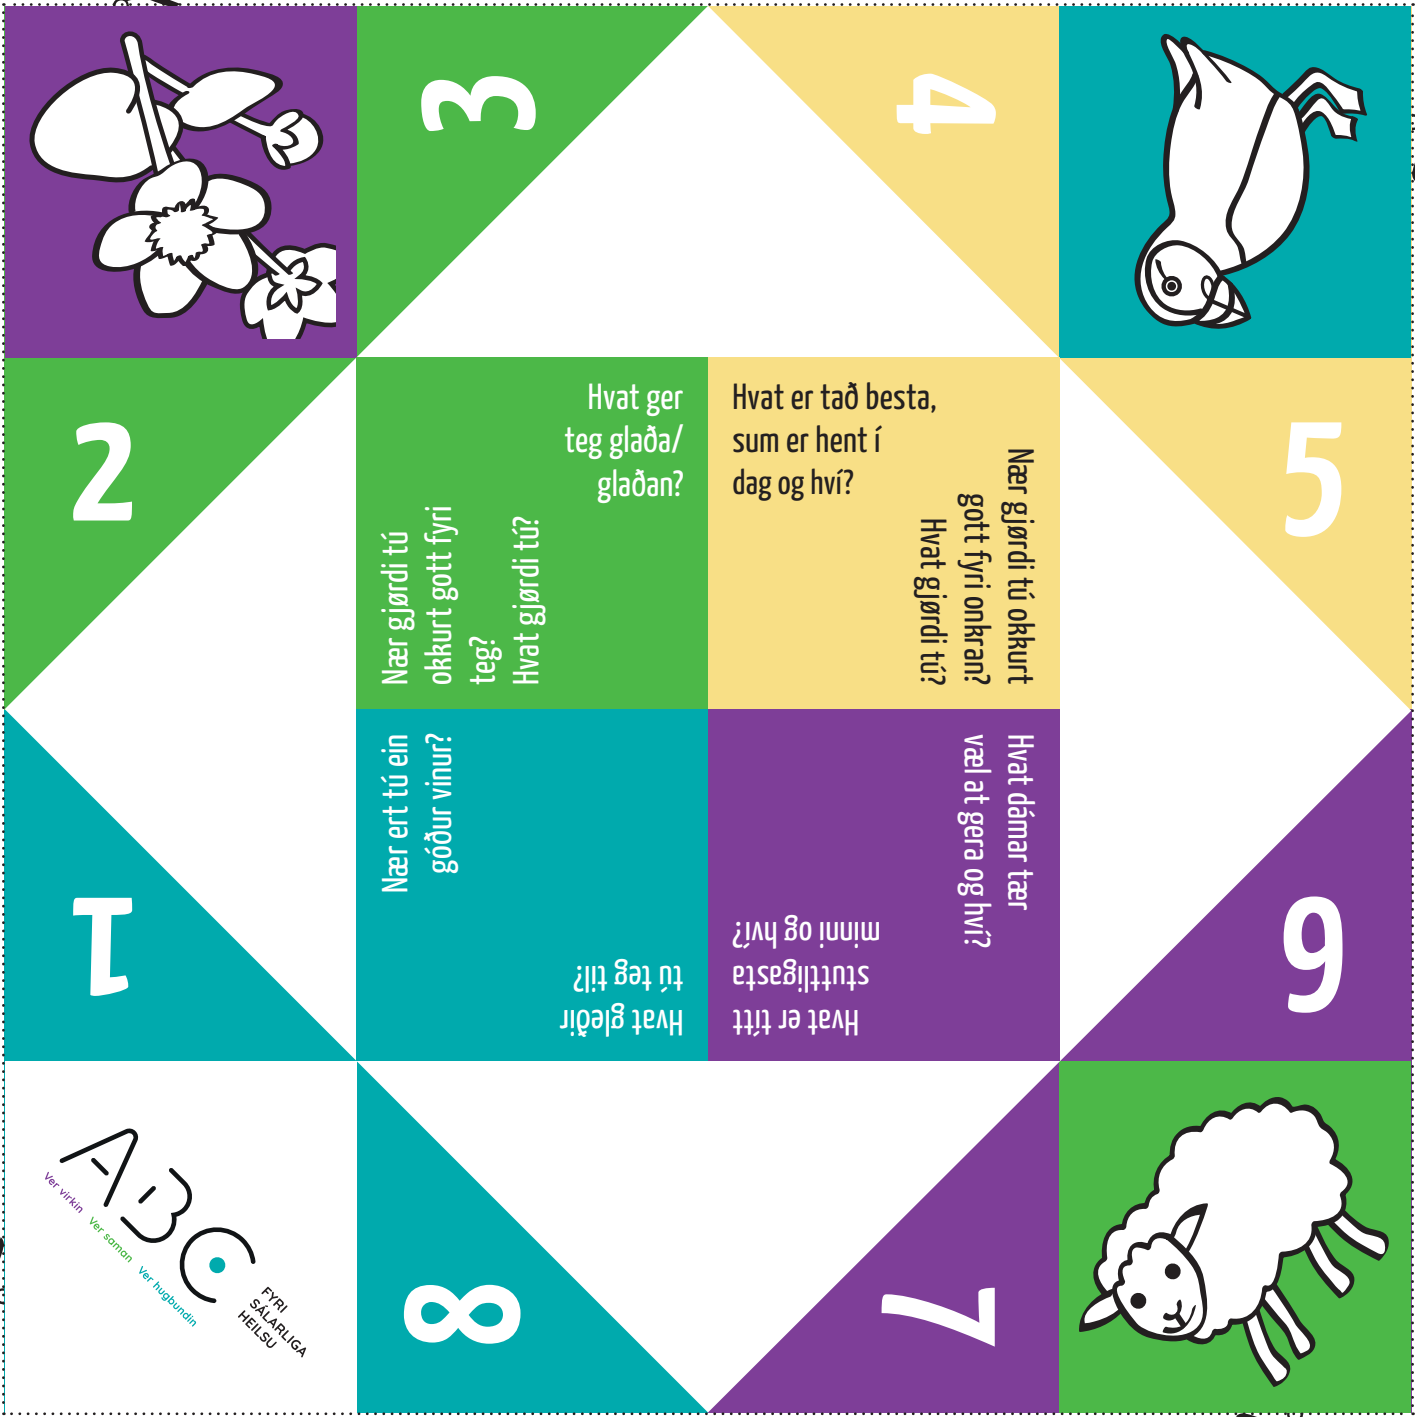 3
4
2
5
Hvat ger
teg glaða/
glaðan?
Hvat er tað besta,
sum er hent í
dag og hví?
Nær gjørdi tú
okkurt gott fyri
teg?
Hvat gjørdi tú?
Nær gjørdi tú okkurt
gott fyri onkran?
Hvat gjørdi tú?
Nær ert tú ein
góður vinur?
Hvat dámar tær
væl at gera og hví?
Hvat gleðir
tú teg til?
Hvat er títt
stuttligasta
minni og hví?
1
6
8
7
ABC
Ver virkin Ver saman Ver hugbundin
FYRI
SÁLARLIGA
HEILSU